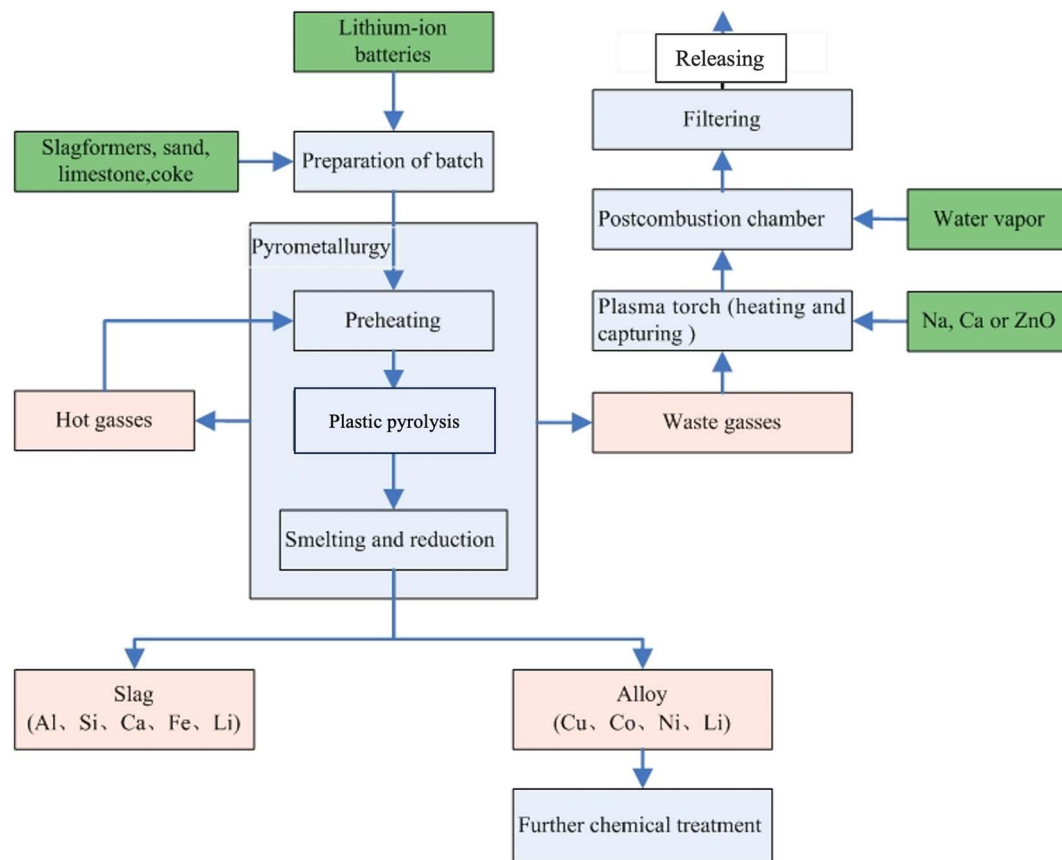 Lithium-ion
batteries
Releasing
Filtering
Slagformers, sand,
limestone,coke
Preparation of batch
Postcombustion chamber
Water vapor
Pyrometallurgy
Preheating
Plasma torch (heating and
capturing )
Na, Ca or ZnO
Hot gasses
Plastic pyrolysis
Waste gasses
Smelting and reduction
Slag
(Al、Si、Ca、Fe、Li)
Alloy
(Cu、Co、Ni、Li)
Further chemical treatment